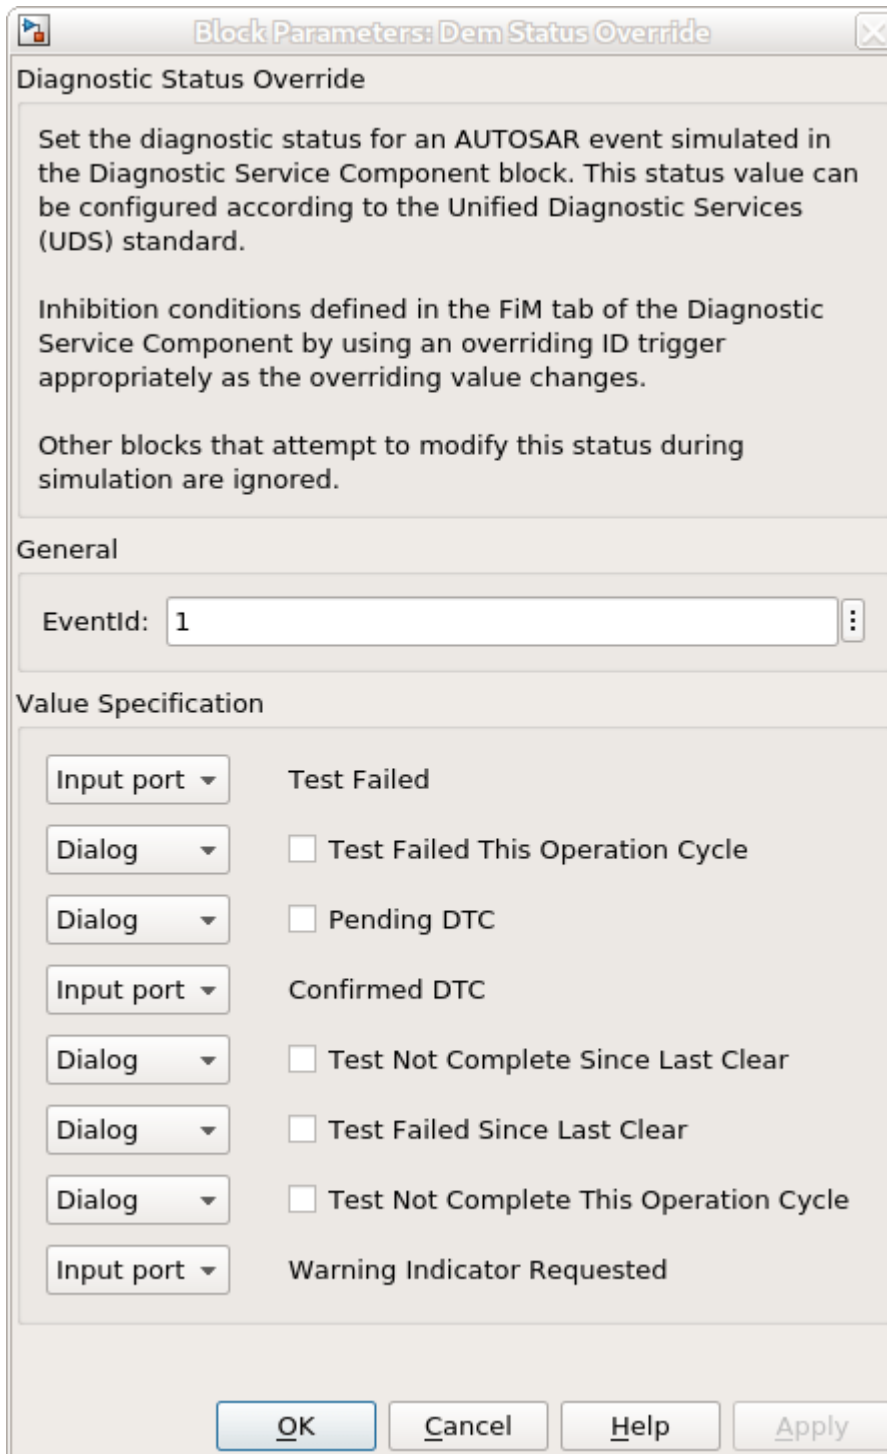 Block Parameters: Dem Status Override
Diagnostic Status Override
Set the diagnostic status for an AUTOSAR event simulated in
the Diagnostic Service Component block. This status value can
be configured according to the Unified Diagnostic Services
(UDS) standard.
Inhibition conditions defined in the FiM tab of the Diagnostic
Service Component by using an overriding ID trigger
appropriately as the overriding value changes.
Other blocks that attempt to modify this status during
simulation are ignored.
General
EventId: 1
Value Specification
Input port Test Failed
Dialog Test Failed This Operation Cycle
Dialog Pending DTC
Input port Confirmed DTC
Dialog Test Not Complete Since Last Clear
Dialog Test Failed Since Last Clear
Dialog Test Not Complete This Operation Cycle
Input port Warning Indicator Requested
OK Cancel Help Apply